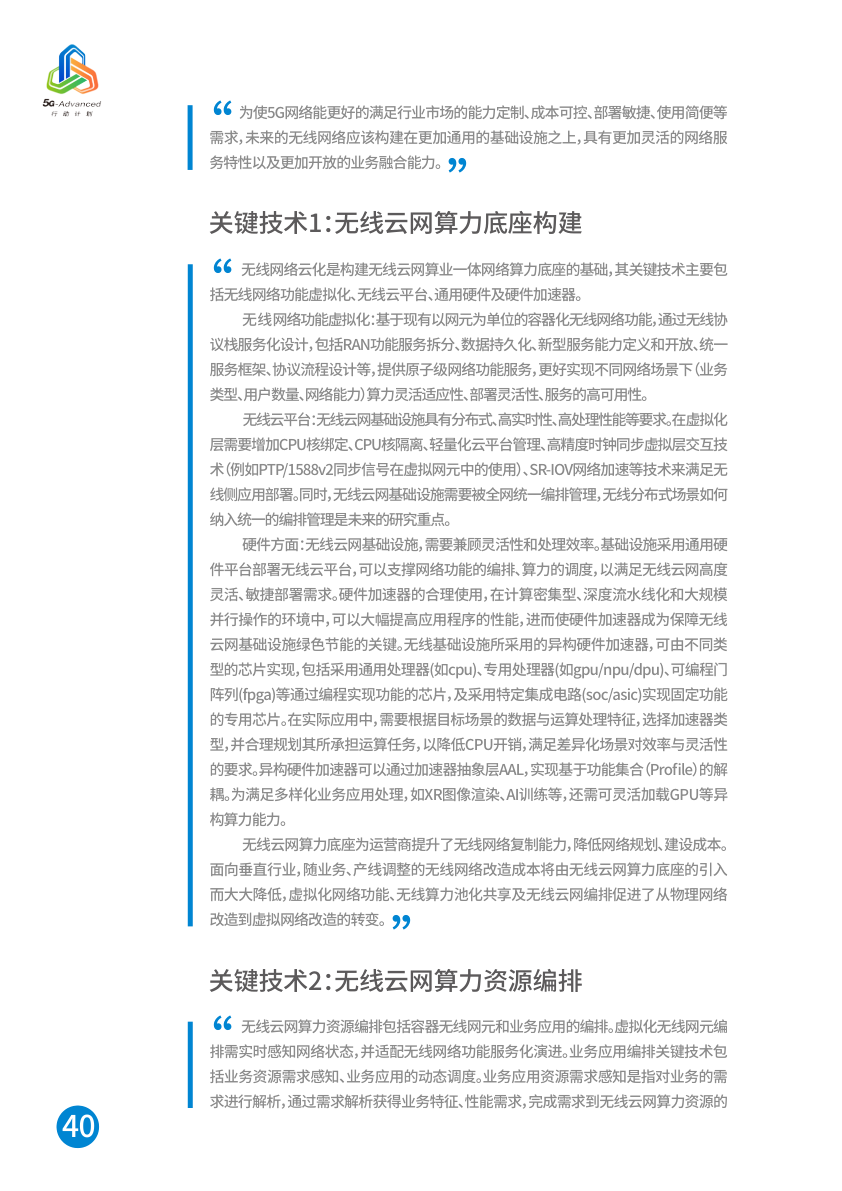 5G-Advanced
行动计划
“ 为使5G网络能更好的满足行业市场的能力定制、成本可控、部署敏捷、使用简便等
需求，未来的无线网络应该构建在更加通用的基础设施之上，具有更加灵活的网络服
务特性以及更加开放的业务融合能力。”
关键技术1：无线云网算力底座构建
“ 无线网络云化是构建无线云网算业一体网络算力底座的基础，其关键技术主要包
括无线网络功能虚拟化、无线云平台、通用硬件及硬件加速器。
无线网络功能虚拟化：基于现有以网元为单位的容器化无线网络功能，通过无线协
议栈服务化设计，包括RAN功能服务拆分、数据持久化、新型服务能力定义和开放、统一
服务框架、协议流程设计等，提供原子级网络功能服务，更好实现不同网络场景下（业务
类型、用户数量、网络能力）算力灵活适应性、部署灵活性、服务的高可用性。
无线云平台：无线云网基础设施具有分布式、高实时性、高处理性能等要求。在虚拟化
层需要增加CPU核绑定、CPU核隔离、轻量化云平台管理、高精度时钟同步虚拟层交互技
术（例如PTP/1588v2同步信号在虚拟网元中的使用）、SR-IOV网络加速等技术来满足无
线侧应用部署。同时，无线云网基础设施需要被全网统一编排管理，无线分布式场景如何
纳入统一的编排管理是未来的研究重点。
硬件方面：无线云网基础设施，需要兼顾灵活性和处理效率。基础设施采用通用硬
件平台部署无线云平台，可以支撑网络功能的编排、算力的调度，以满足无线云网高度
灵活、敏捷部署需求。硬件加速器的合理使用，在计算密集型、深度流水线化和大规模
并行操作的环境中，可以大幅提高应用程序的性能，进而使硬件加速器成为保障无线
云网基础设施绿色节能的关键。无线基础设施所采用的异构硬件加速器，可由不同类
型的芯片实现，包括采用通用处理器(如cpu)、专用处理器(如gpu/npu/dpu)、可编程门
阵列(fpga)等通过编程实现功能的芯片，及采用特定集成电路(soc/asic)实现固定功能
的专用芯片。在实际应用中，需要根据目标场景的数据与运算处理特征，选择加速器类
型，并合理规划其所承担运算任务，以降低CPU开销，满足差异化场景对效率与灵活性
的要求。异构硬件加速器可以通过加速器抽象层AAL，实现基于功能集合（Profile）的解
耦。为满足多样化业务应用处理，如XR图像渲染、AI训练等，还需可灵活加载GPU等异
构算力能力。
无线云网算力底座为运营商提升了无线网络复制能力，降低网络规划、建设成本。
面向垂直行业，随业务、产线调整的无线网络改造成本将由无线云网算力底座的引入
而大大降低，虚拟化网络功能、无线算力池化共享及无线云网编排促进了从物理网络
改造到虚拟网络改造的转变。”
关键技术2：无线云网算力资源编排
“ 无线云网算力资源编排包括容器无线网元和业务应用的编排。虚拟化无线网元编
排需实时感知网络状态，并适配无线网络功能服务化演进。业务应用编排关键技术包
括业务资源需求感知、业务应用的动态调度。业务应用资源需求感知是指对业务的需
求进行解析，通过需求解析获得业务特征、性能需求，完成需求到无线云网算力资源的
40